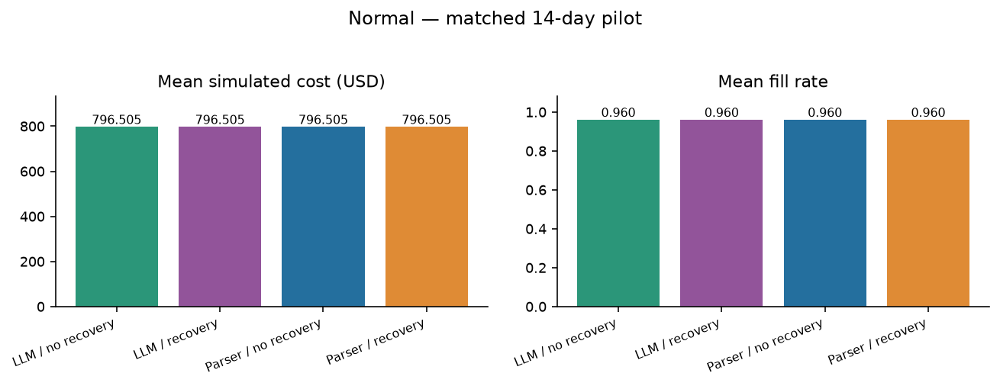 Normal — matched 14-day pilot
Mean simulated cost (USD)
796.505 796.505 796.505 796.505
800
600
400
200
0
LLM / no recovery
LLM / recovery
Parser / no recovery
Parser / recovery
Mean fill rate
0.960 0.960 0.960 0.960
1.0
0.8
0.6
0.4
0.2
0.0
LLM / no recovery
LLM / recovery
Parser / no recovery
Parser / recovery